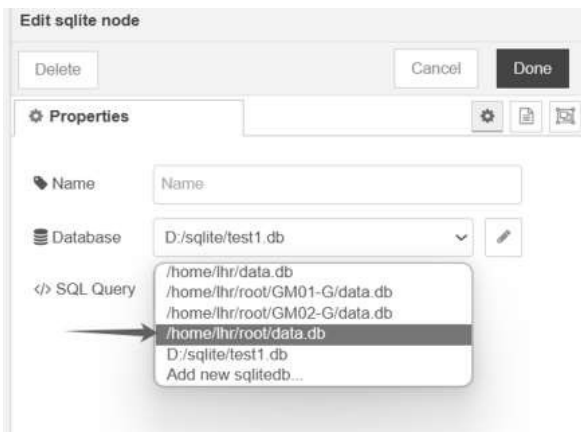 Edit sqlite node
Delete
Cancel
Done
Properties
Name
Name
Database
D:/sqlite/test1.db
</> SQL Query
/home/lhr/data.db
/home/lhr/root/GM01-G/data.db
/home/lhr/root/GM02-G/data.db
/home/lhr/root/data.db
D:/sqlite/test1.db
Add new sqlitedb...